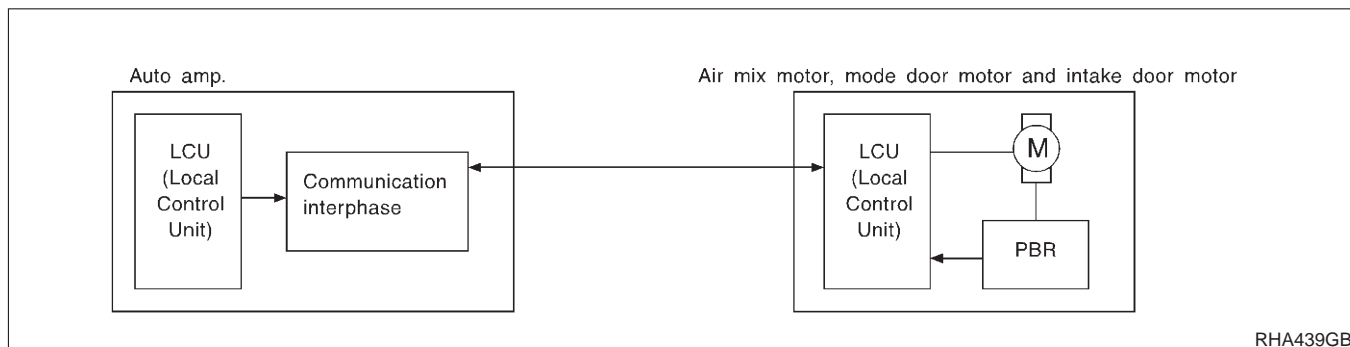 Auto amp.
Air mix motor, mode door motor and intake door motor
LCU
(Local
Control
Unit)
Communication
interphase
LCU
(Local
Control
Unit)
M
PBR
RHA439GB